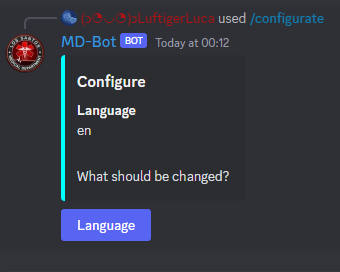 (ɔ◔‿◔)ɔLuftigerLuca used /configurate
MD-Bot BOT Today at 00:12
Configure
Language
en
What should be changed?
Language